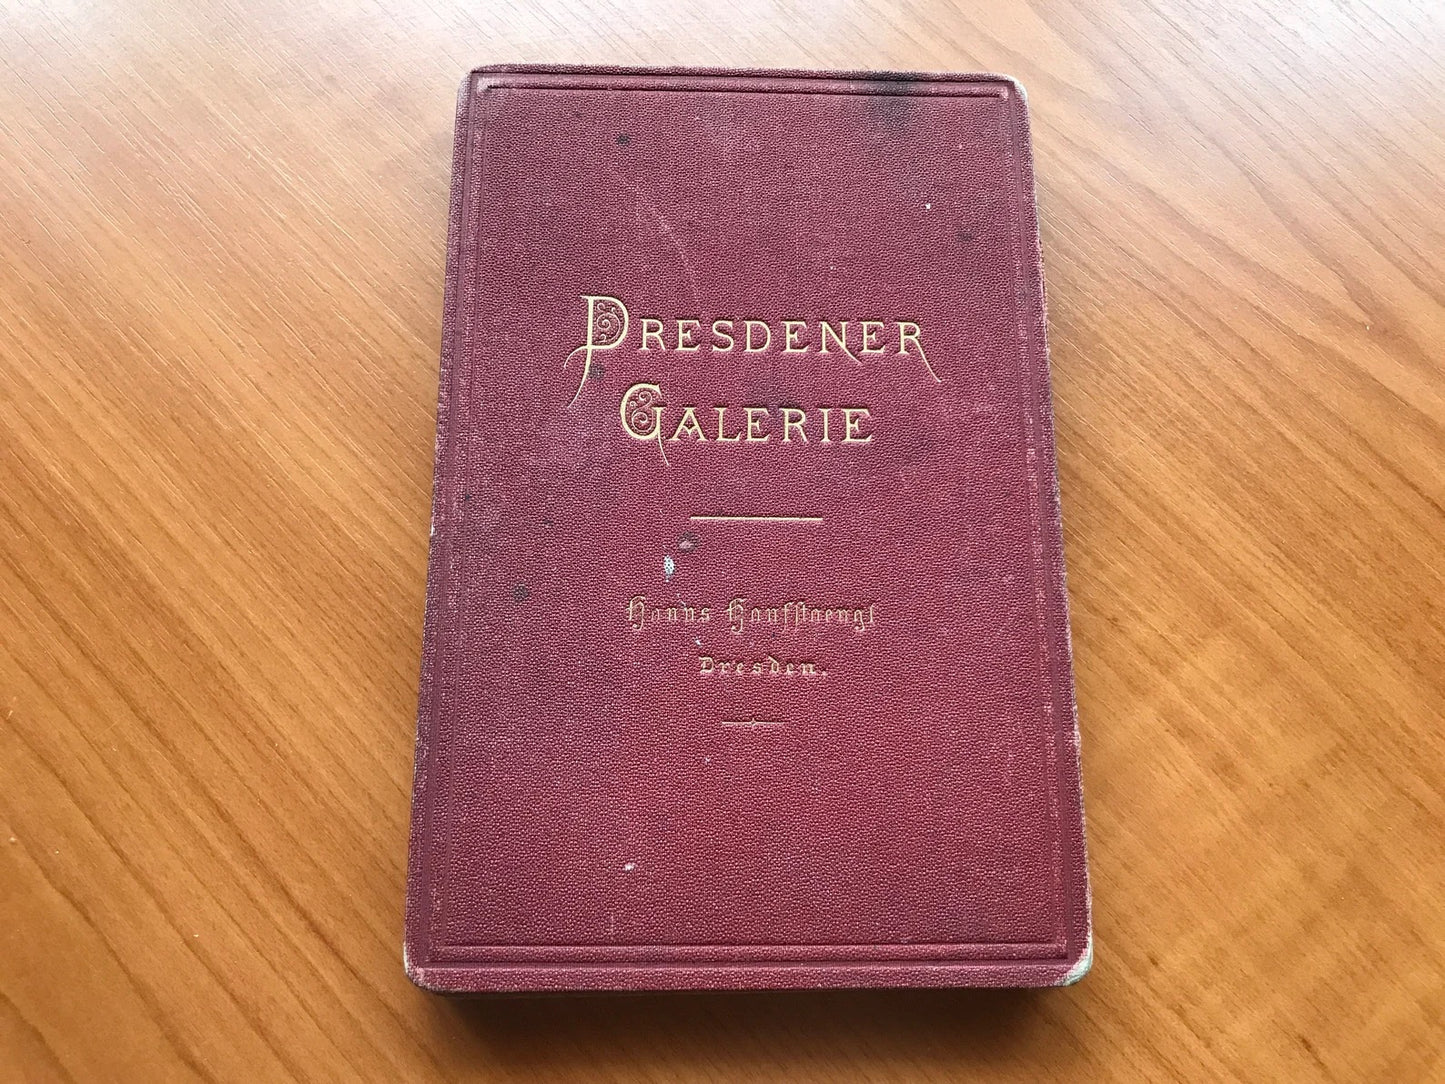 DRESDENER
GALERIE
Hanns Hanfstaengl
Dresden.